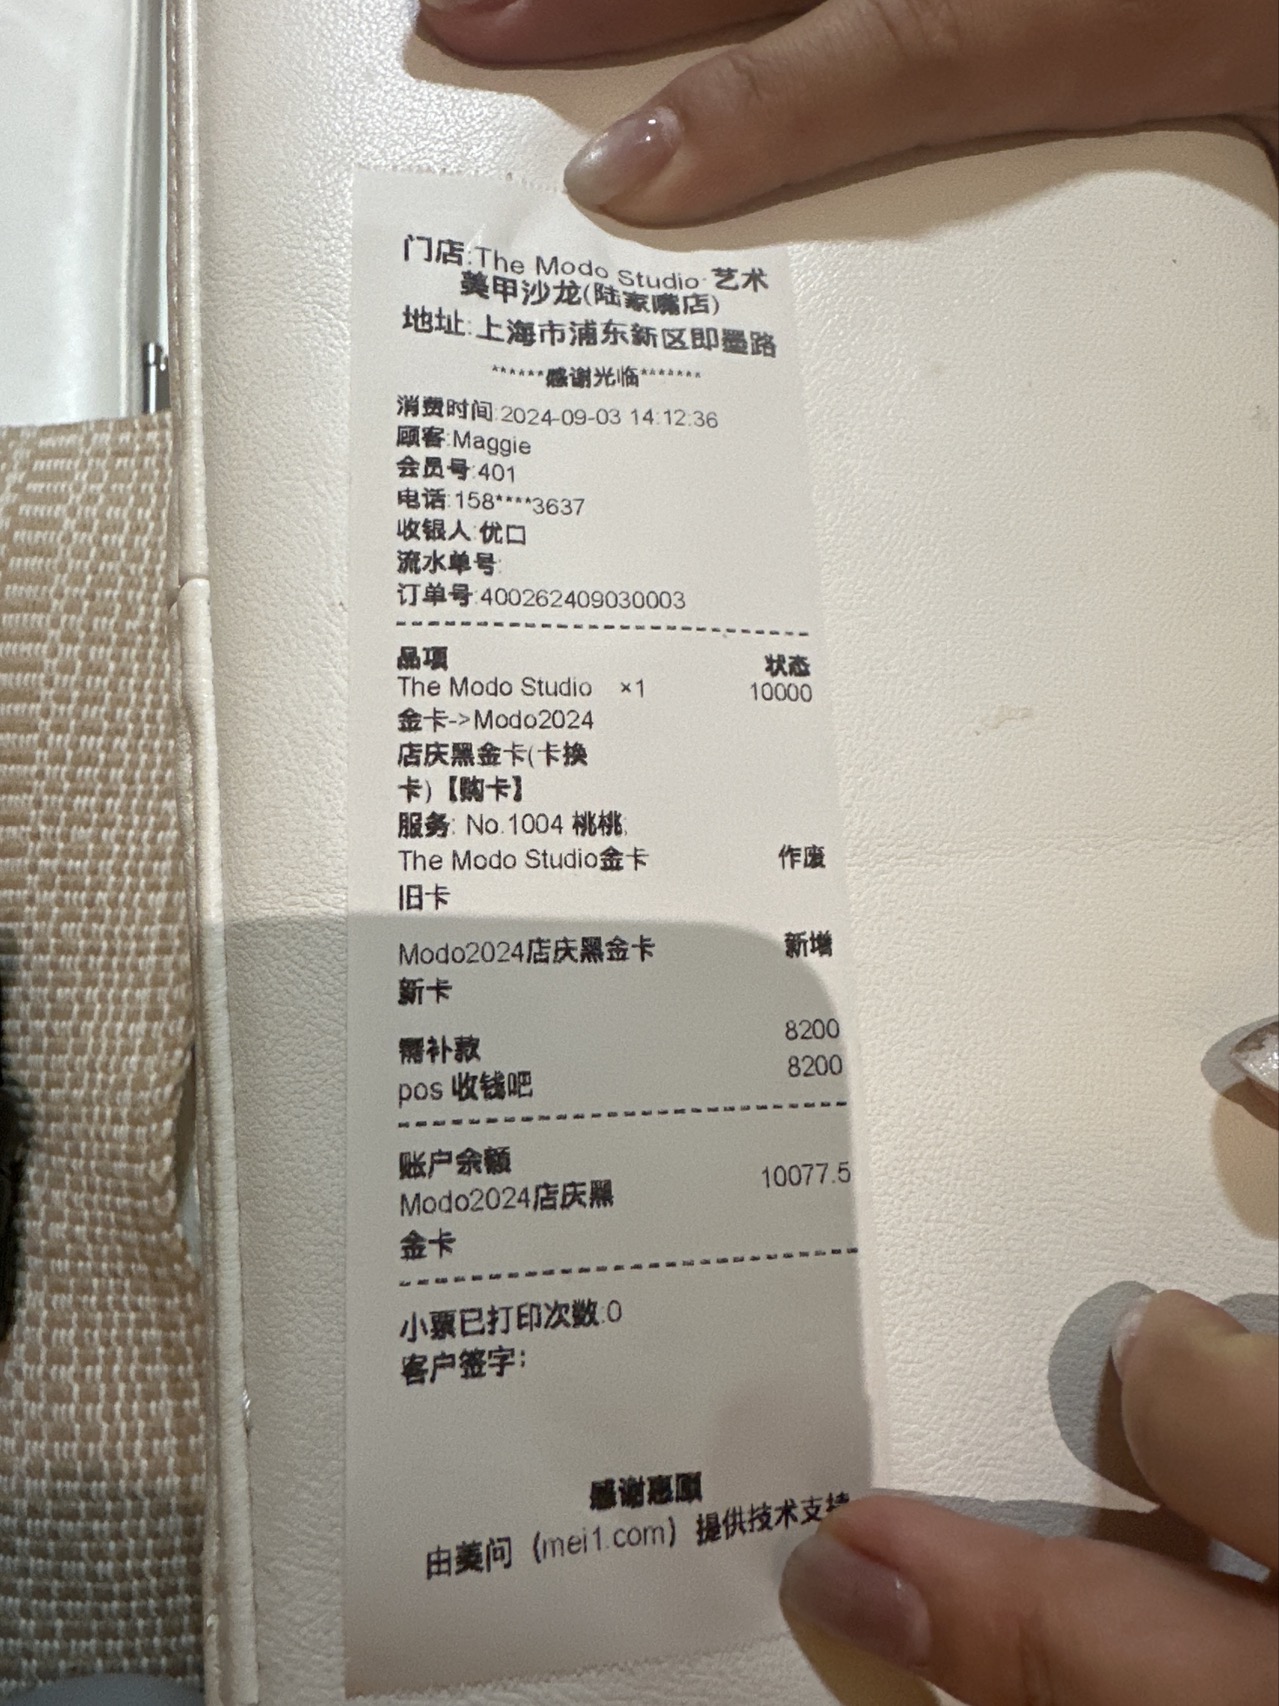 门店:The Modo Studio·艺术
美甲沙龙(陆家嘴店)
地址:上海市浦东新区即墨路
******感谢光临*******
消费时间:2024-09-03 14:12:36
顾客:Maggie
会员号:401
电话:158****3637
收银人:优口
流水单号:
订单号:400262409030003
品项 状态
The Modo Studio ×1 10000
金卡->Modo2024
店庆黑金卡(卡换
卡)【购卡】
服务: No.1004 桃桃;
The Modo Studio金卡 作废
旧卡
Modo2024店庆黑金卡 新增
新卡
需补款 8200
pos 收钱吧 8200
账户余额
Modo2024店庆黑 10077.5
金卡
小票已打印次数:0
客户签字:
感谢惠顾
由美问（mei1.com）提供技术支持